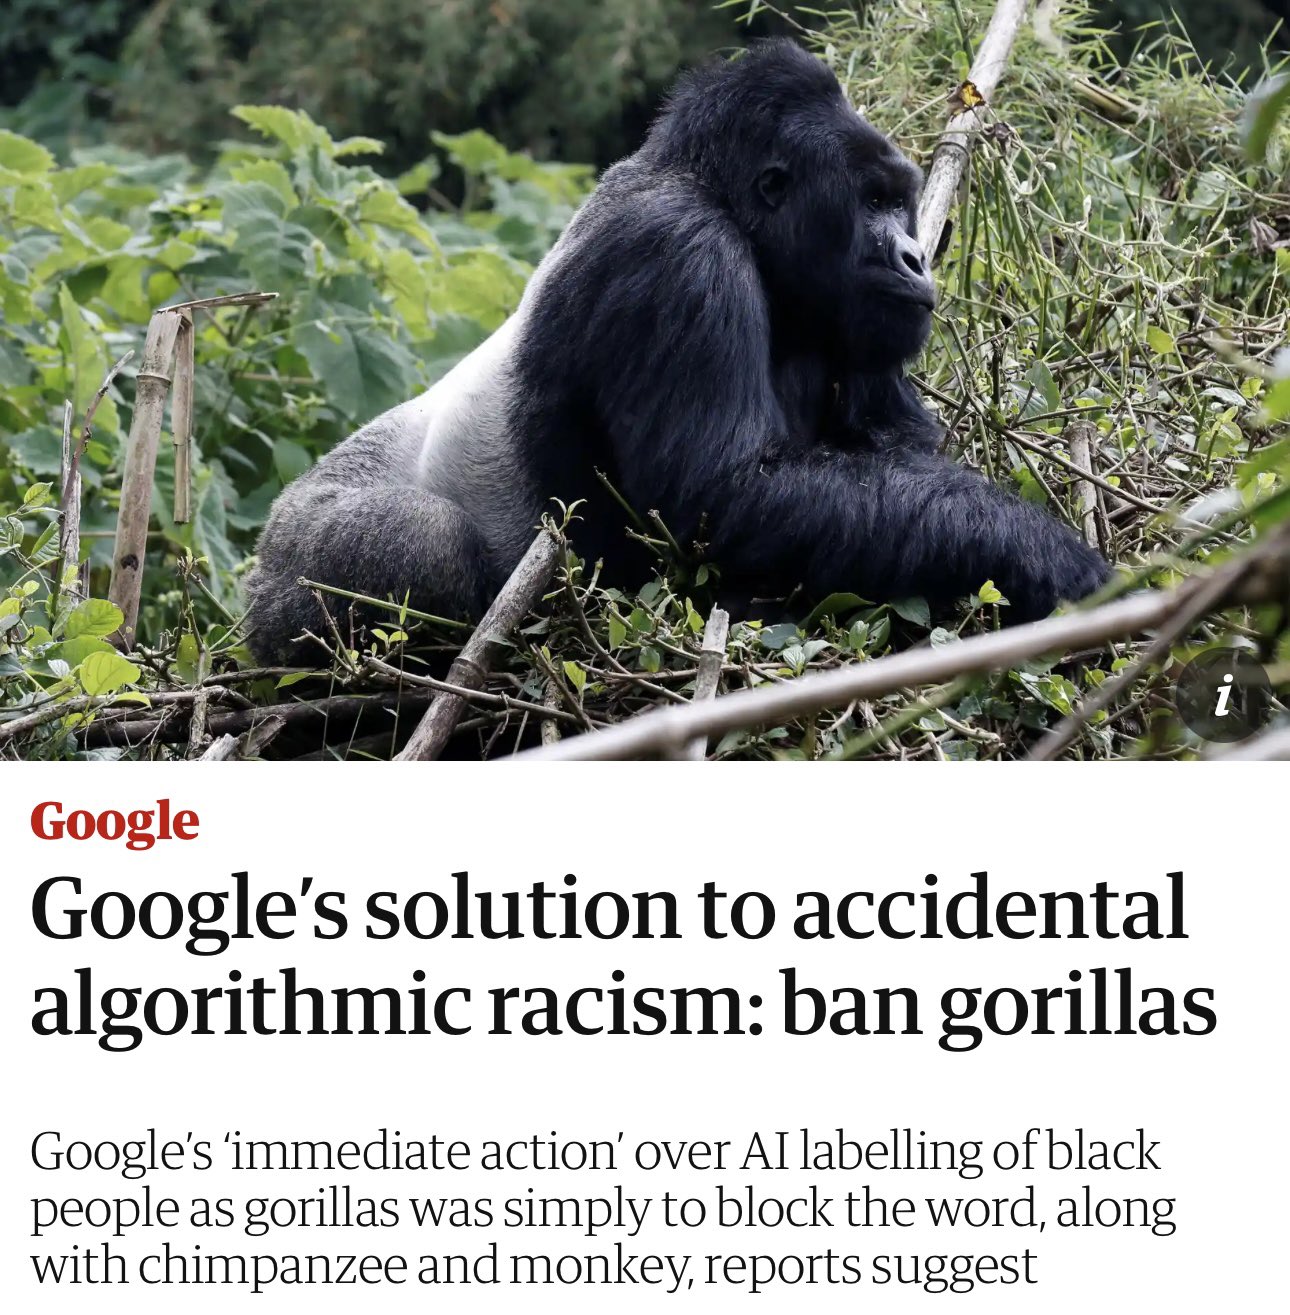 i
Google
Google’s solution to accidental
algorithmic racism: ban gorillas
Google’s ‘immediate action’ over AI labelling of black
people as gorillas was simply to block the word, along
with chimpanzee and monkey, reports suggest